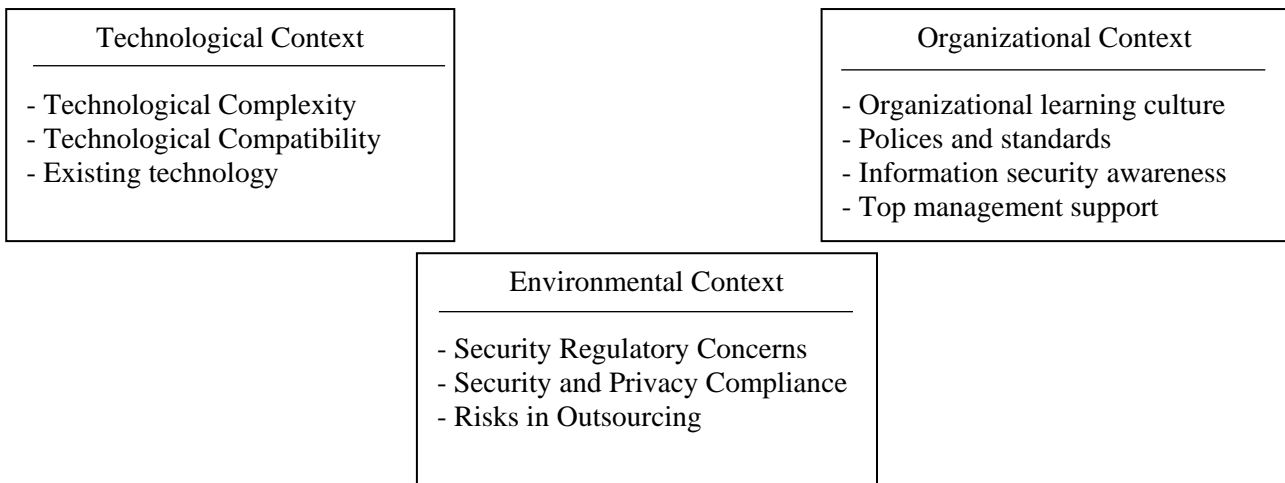 Technological Context
- Technological Complexity
- Technological Compatibility
- Existing technology
Organizational Context
- Organizational learning culture
- Polices and standards
- Information security awareness
- Top management support
Environmental Context
- Security Regulatory Concerns
- Security and Privacy Compliance
- Risks in Outsourcing